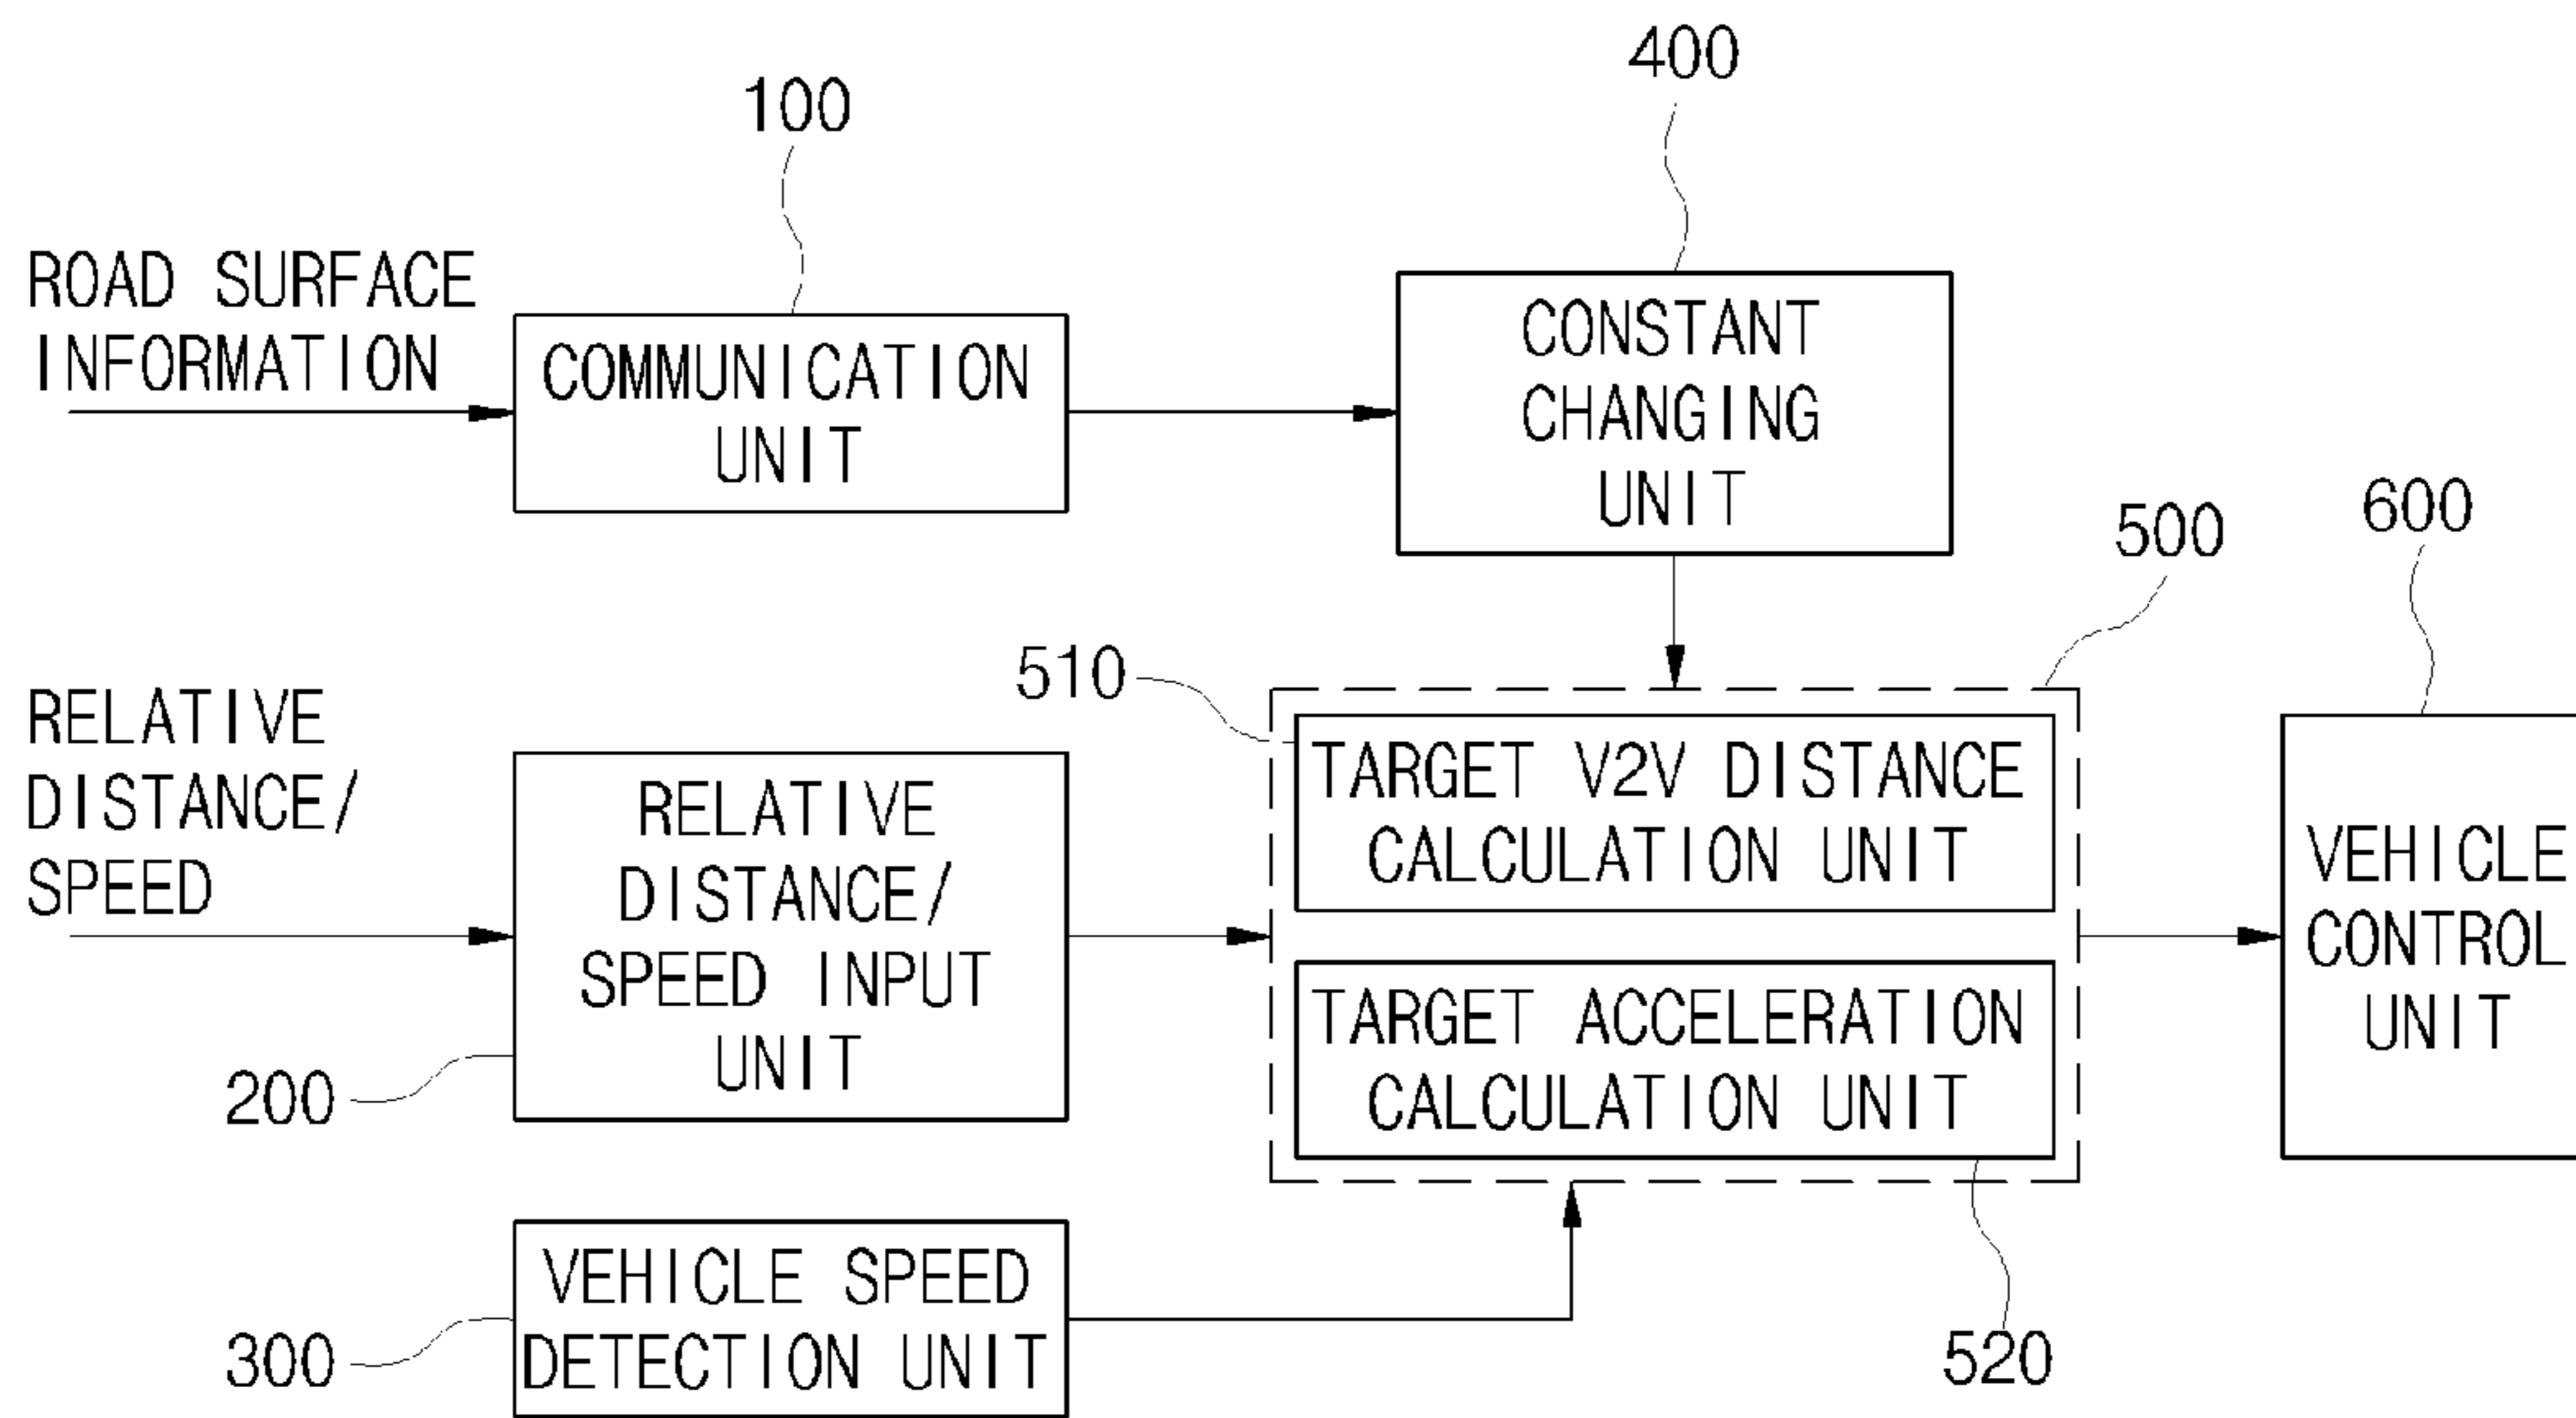 400
100
ROAD SURFACE
INFORMATION
COMMUNICATION
UNIT
CONSTANT
CHANGING
UNIT
600
500
510
RELATIVE
DISTANCE/
SPEED
RELATIVE
DISTANCE/
SPEED INPUT
UNIT
200
TARGET V2V DISTANCE
CALCULATION UNIT
TARGET ACCELERATION
CALCULATION UNIT
VEHICLE
CONTROL
UNIT
VEHICLE SPEED
DETECTION UNIT
300
520